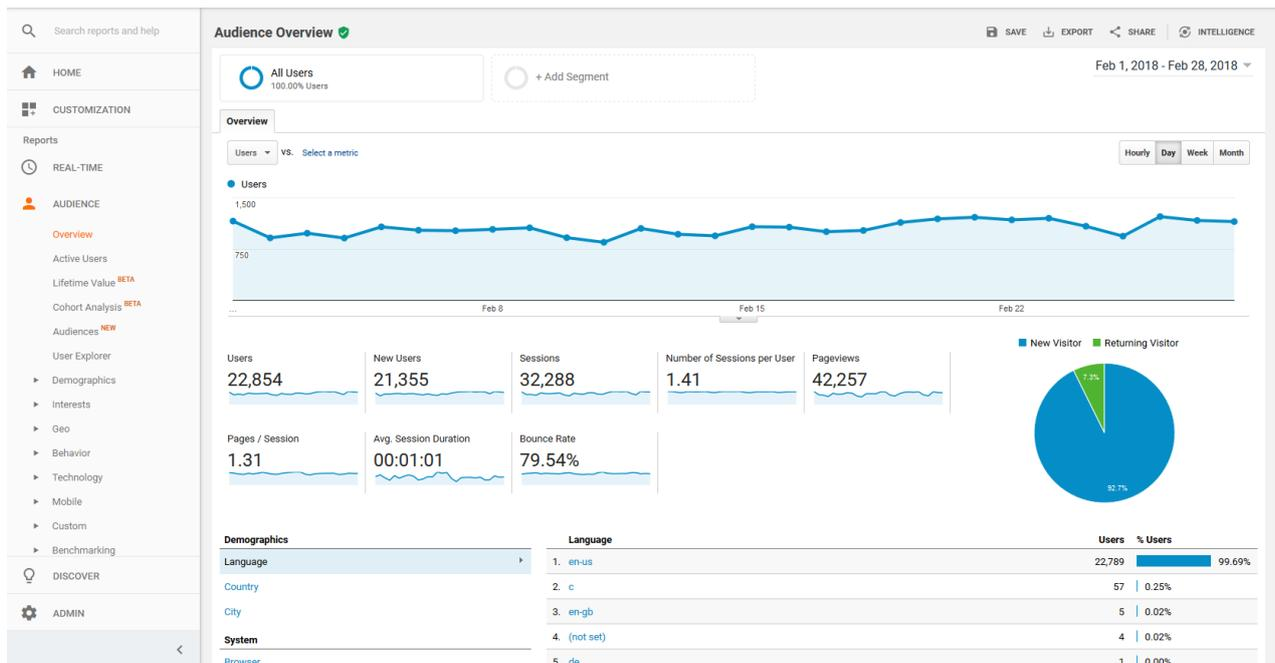 Search reports and help
HOME
CUSTOMIZATION
Reports
REAL-TIME
AUDIENCE
Overview
Active Users
Lifetime Value BETA
Cohort Analysis BETA
Audiences NEW
User Explorer
Demographics
Interests
Geo
Behavior
Technology
Mobile
Custom
Benchmarking
DISCOVER
ADMIN
Audience Overview
SAVE EXPORT SHARE INTELLIGENCE
All Users
100.00% Users
+ Add Segment
Feb 1, 2018 - Feb 28, 2018
Overview
Users VS. Select a metric
Hourly Day Week Month
Users
1,500
750
... Feb 8 Feb 15 Feb 22
New Visitor Returning Visitor
7.3%
92.7%
Users New Users Sessions Number of Sessions per User Pageviews
22,854 21,355 32,288 1.41 42,257
Pages / Session Avg. Session Duration Bounce Rate
1.31 00:01:01 79.54%
Demographics
Language
Country
City
System
Browser
Language Users % Users
1. en-us 22,789 99.69%
2. c 57 0.25%
3. en-gb 5 0.02%
4. (not set) 4 0.02%
5. de 1 0.00%